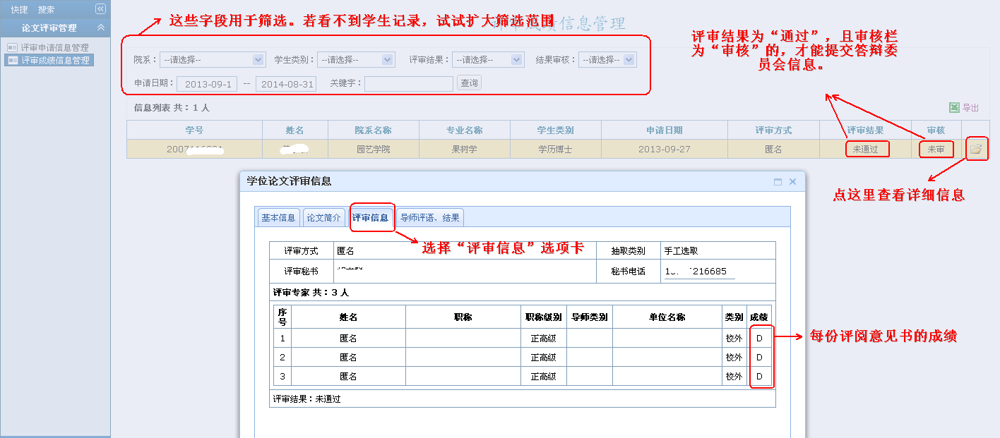 快捷 搜索
论文评审管理
评审申请信息管理
评审成绩信息管理
这些字段用于筛选。若看不到学生记录，试试扩大筛选范围
成绩信息管理
评审结果为“通过”，且审核栏
为“审核”的，才能提交答辩委
员会信息。
院系： --请选择-- 学生类别： --请选择-- 评审结果： --请选择-- 结果审核： --请选择--
申请日期： 2013-09-1 -- 2014-08-31 关键字： 查询
信息列表 共：1 人 导出
学号 姓名 院系名称 专业名称 学生类别 申请日期 评审方式 评审结果 审核
园艺学院 果树学 学历博士 2013-09-27 匿名 未通过 未审
点这里查看详细信息
学位论文评审信息
基本信息 论文简介 评审信息 导师评语、结果
选择“评审信息”选项卡
评审方式 匿名 抽取类别 手工选取
评审秘书 秘书电话 216685
评审专家 共：3 人
序号 姓名 职称 职称级别 导师类别 单位名称 类别 成绩
1 匿名 正高级 校外 D
2 匿名 正高级 校外 D
3 匿名 正高级 校外 D
每份评阅意见书的成绩
评审结果：未通过